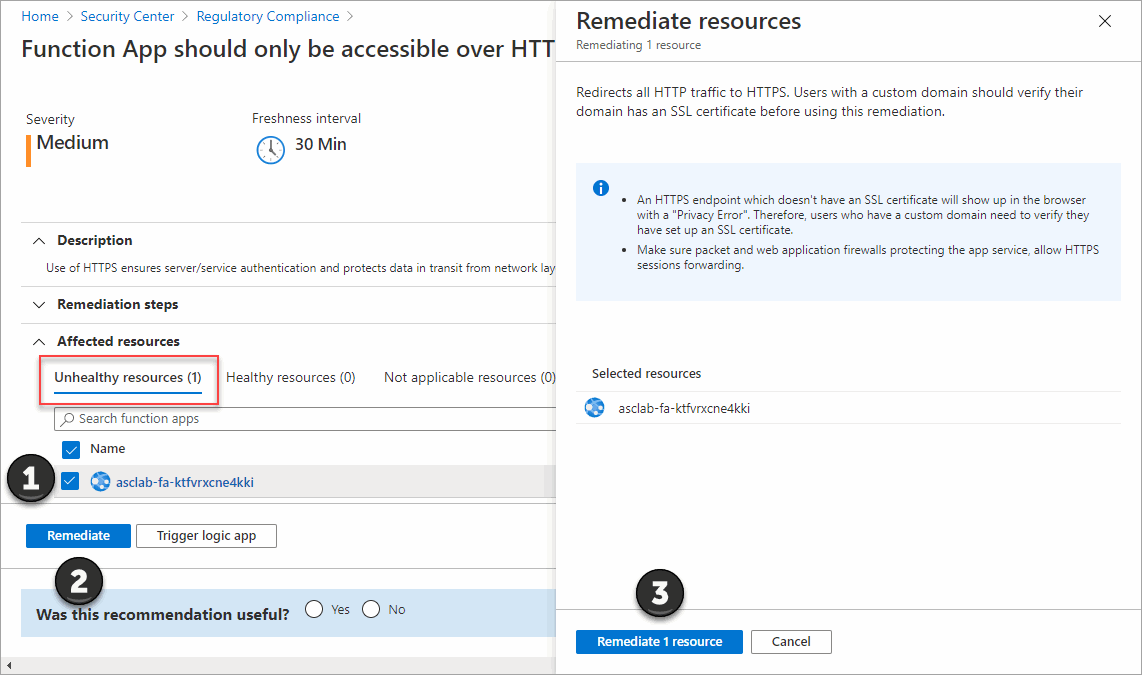 Home > Security Center > Regulatory Compliance >
Function App should only be accessible over HTT
Severity
Medium
Freshness interval
30 Min
Description
Use of HTTPS ensures server/service authentication and protects data in transit from network lay
Remediation steps
Affected resources
Unhealthy resources (1)
Healthy resources (0)
Not applicable resources (0)
Search function apps
Name
1
asclab-fa-ktfvrxcne4kki
Remediate
Trigger logic app
2
Was this recommendation useful?
Yes
No
Remediate resources
Remediating 1 resource
Redirects all HTTP traffic to HTTPS. Users with a custom domain should verify their
domain has an SSL certificate before using this remediation.
• An HTTPS endpoint which doesn't have an SSL certificate will show up in the browser
with a "Privacy Error". Therefore, users who have a custom domain need to verify they
have set up an SSL certificate.
• Make sure packet and web application firewalls protecting the app service, allow HTTPS
sessions forwarding.
Selected resources
asclab-fa-ktfvrxcne4kki
3
Remediate 1 resource
Cancel